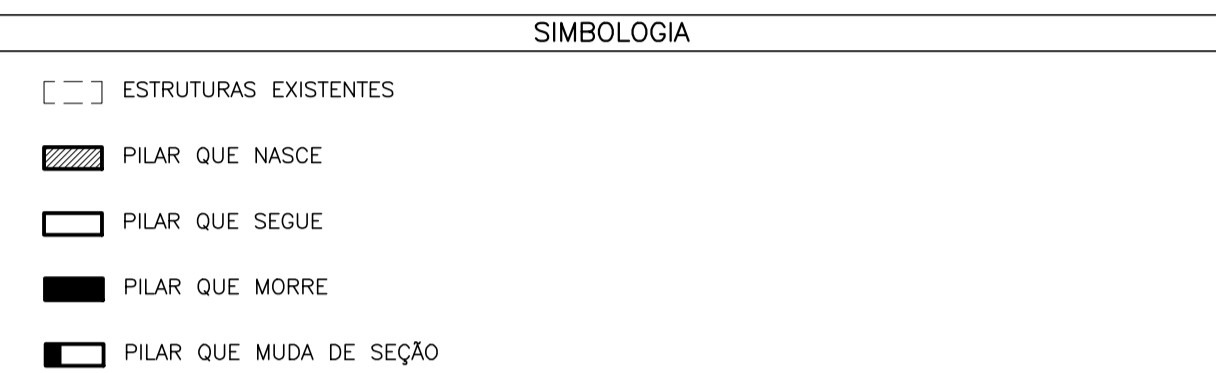 SIMBOLOGIA
ESTRUTURAS EXISTENTES
PILAR QUE NASCE
PILAR QUE SEGUE
PILAR QUE MORRE
PILAR QUE MUDA DE SEÇÃO